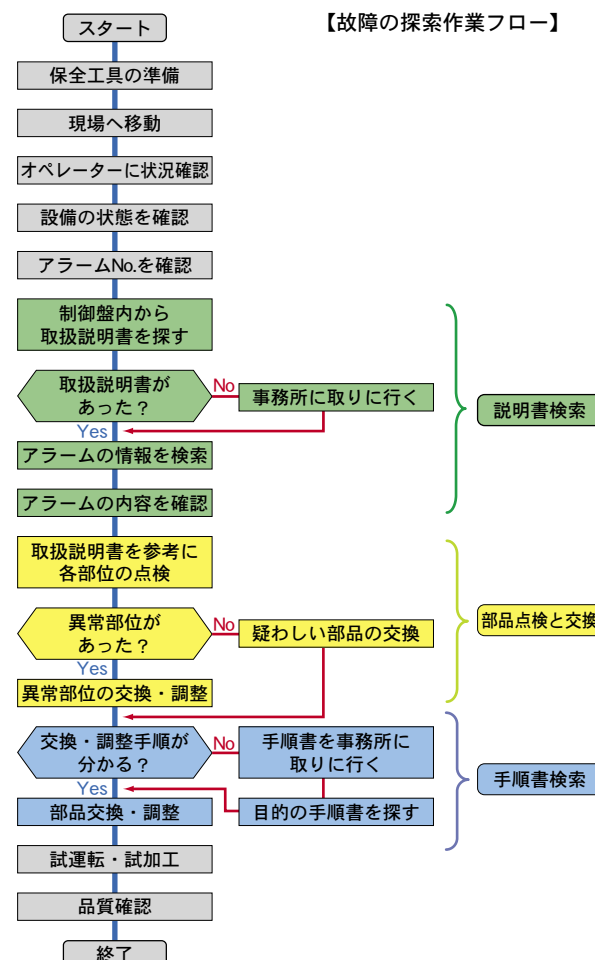 【故障の探索作業フロー】
スタート
保全工具の準備
現場へ移動
オペレーターに状況確認
設備の状態を確認
アラームNo.を確認
制御盤内から
取扱説明書を探す
取扱説明書が
あった？
No
事務所に取りに行く
Yes
アラームの情報を検索
アラームの内容を確認
説明書検索
取扱説明書を参考に
各部位の点検
異常部位が
あった？
No
疑わしい部品の交換
Yes
異常部位の交換・調整
部品点検と交換
交換・調整手順が
分かる？
No
手順書を事務所に
取りに行く
Yes
部品交換・調整
目的の手順書を探す
手順書検索
試運転・試加工
品質確認
終了